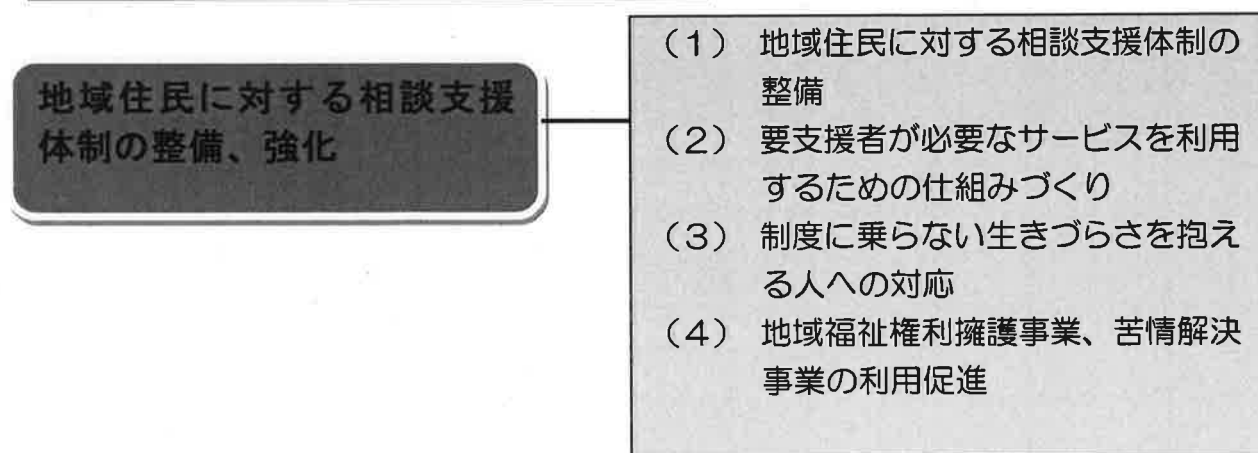 地域住民に対する相談支援
体制の整備、強化
（1） 地域住民に対する相談支援体制の
整備
（2） 要支援者が必要なサービスを利用
するための仕組みづくり
（3） 制度に乗らない生きづらさを抱え
る人への対応
（4） 地域福祉権利擁護事業、苦情解決
事業の利用促進